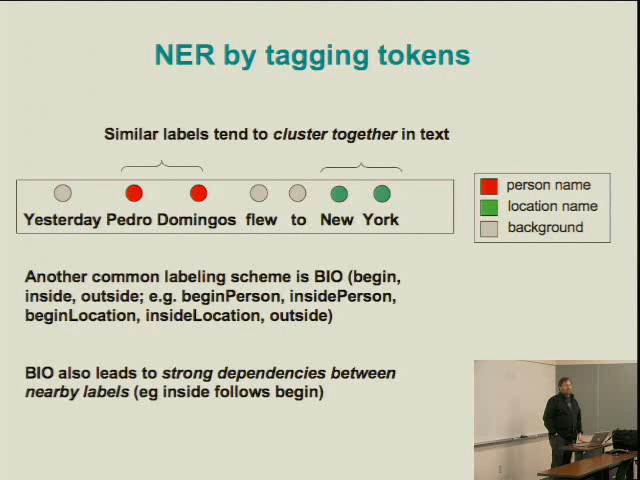 NER by tagging tokens
Similar labels tend to cluster together in text
Yesterday Pedro Domingos flew to New York
person name
location name
background
Another common labeling scheme is BIO (begin,
inside, outside; e.g. beginPerson, insidePerson,
beginLocation, insideLocation, outside)
BIO also leads to strong dependencies between
nearby labels (eg inside follows begin)